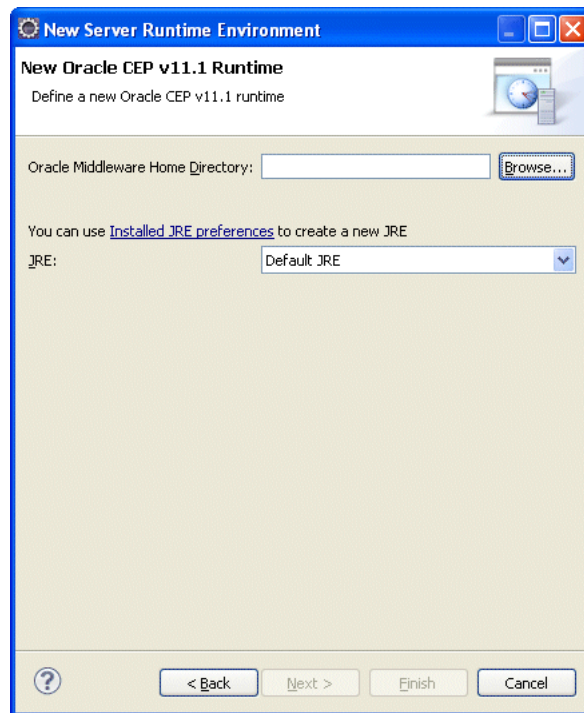 New Server Runtime Environment
New Oracle CEP v11.1 Runtime
Define a new Oracle CEP v11.1 runtime
Oracle Middleware Home Directory: Browse...
You can use Installed JRE preferences to create a new JRE
JRE: Default JRE
? < Back Next > Finish Cancel